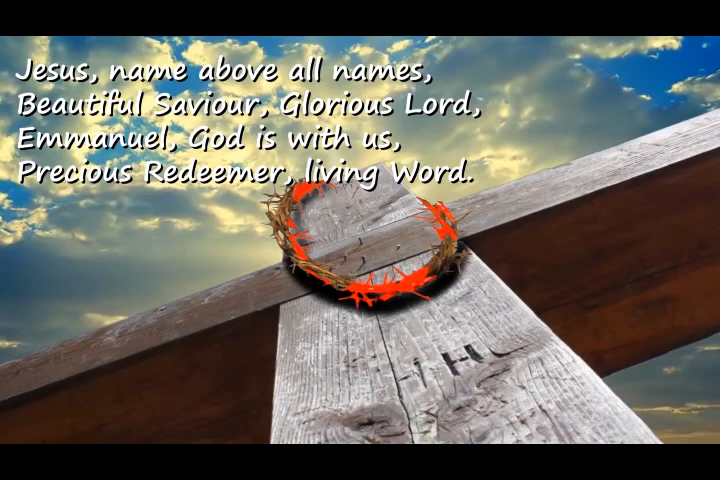 Jesus, name above all names,
Beautiful Saviour, Glorious Lord,
Emmanuel, God is with us,
Precious Redeemer, living Word.